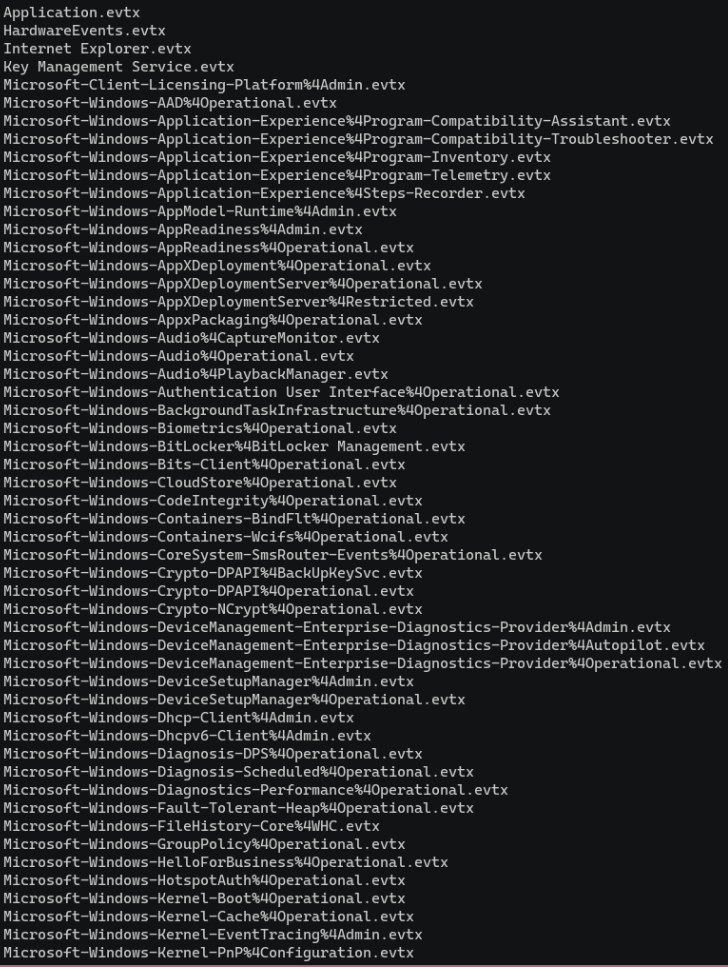 Application.evtx
HardwareEvents.evtx
Internet Explorer.evtx
Key Management Service.evtx
Microsoft-Client-Licensing-Platform%4Admin.evtx
Microsoft-Windows-AAD%4Operational.evtx
Microsoft-Windows-Application-Experience%4Program-Compatibility-Assistant.evtx
Microsoft-Windows-Application-Experience%4Program-Compatibility-Troubleshooter.evtx
Microsoft-Windows-Application-Experience%4Program-Inventory.evtx
Microsoft-Windows-Application-Experience%4Program-Telemetry.evtx
Microsoft-Windows-Application-Experience%4Steps-Recorder.evtx
Microsoft-Windows-AppModel-Runtime%4Admin.evtx
Microsoft-Windows-AppReadiness%4Admin.evtx
Microsoft-Windows-AppReadiness%4Operational.evtx
Microsoft-Windows-AppXDeployment%4Operational.evtx
Microsoft-Windows-AppXDeploymentServer%4Operational.evtx
Microsoft-Windows-AppXDeploymentServer%4Restricted.evtx
Microsoft-Windows-AppxPackaging%4Operational.evtx
Microsoft-Windows-Audio%4CaptureMonitor.evtx
Microsoft-Windows-Audio%4Operational.evtx
Microsoft-Windows-Audio%4PlaybackManager.evtx
Microsoft-Windows-Authentication User Interface%4Operational.evtx
Microsoft-Windows-BackgroundTaskInfrastructure%4Operational.evtx
Microsoft-Windows-Biometrics%4Operational.evtx
Microsoft-Windows-BitLocker%4BitLocker Management.evtx
Microsoft-Windows-Bits-Client%4Operational.evtx
Microsoft-Windows-CloudStore%4Operational.evtx
Microsoft-Windows-CodeIntegrity%4Operational.evtx
Microsoft-Windows-Containers-BindFlt%4Operational.evtx
Microsoft-Windows-Containers-Wcifs%4Operational.evtx
Microsoft-Windows-CoreSystem-SmsRouter-Events%4Operational.evtx
Microsoft-Windows-Crypto-DPAPI%4BackUpKeySvc.evtx
Microsoft-Windows-Crypto-DPAPI%4Operational.evtx
Microsoft-Windows-Crypto-NCrypt%4Operational.evtx
Microsoft-Windows-DeviceManagement-Enterprise-Diagnostics-Provider%4Admin.evtx
Microsoft-Windows-DeviceManagement-Enterprise-Diagnostics-Provider%4Autopilot.evtx
Microsoft-Windows-DeviceManagement-Enterprise-Diagnostics-Provider%4Operational.evtx
Microsoft-Windows-DeviceSetupManager%4Admin.evtx
Microsoft-Windows-DeviceSetupManager%4Operational.evtx
Microsoft-Windows-Dhcp-Client%4Admin.evtx
Microsoft-Windows-Dhcpv6-Client%4Admin.evtx
Microsoft-Windows-Diagnosis-DPS%4Operational.evtx
Microsoft-Windows-Diagnosis-Scheduled%4Operational.evtx
Microsoft-Windows-Diagnostics-Performance%4Operational.evtx
Microsoft-Windows-Fault-Tolerant-Heap%4Operational.evtx
Microsoft-Windows-FileHistory-Core%4WHC.evtx
Microsoft-Windows-GroupPolicy%4Operational.evtx
Microsoft-Windows-HelloForBusiness%4Operational.evtx
Microsoft-Windows-HotspotAuth%4Operational.evtx
Microsoft-Windows-Kernel-Boot%4Operational.evtx
Microsoft-Windows-Kernel-Cache%4Operational.evtx
Microsoft-Windows-Kernel-EventTracing%4Admin.evtx
Microsoft-Windows-Kernel-PnP%4Configuration.evtx